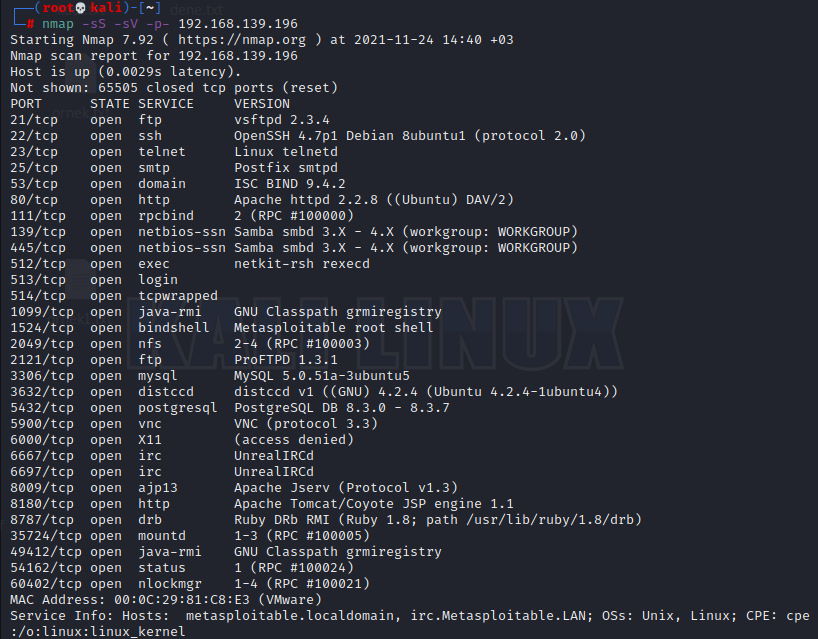 ┌──(root💀kali)-[~]
└─# nmap -sS -sV -p- 192.168.139.196
Starting Nmap 7.92 ( https://nmap.org ) at 2021-11-24 14:40 +03
Nmap scan report for 192.168.139.196
Host is up (0.0029s latency).
Not shown: 65505 closed tcp ports (reset)
PORT      STATE SERVICE     VERSION
21/tcp    open  ftp         vsftpd 2.3.4
22/tcp    open  ssh         OpenSSH 4.7p1 Debian 8ubuntu1 (protocol 2.0)
23/tcp    open  telnet      Linux telnetd
25/tcp    open  smtp        Postfix smtpd
53/tcp    open  domain      ISC BIND 9.4.2
80/tcp    open  http        Apache httpd 2.2.8 ((Ubuntu) DAV/2)
111/tcp   open  rpcbind     2 (RPC #100000)
139/tcp   open  netbios-ssn Samba smbd 3.X - 4.X (workgroup: WORKGROUP)
445/tcp   open  netbios-ssn Samba smbd 3.X - 4.X (workgroup: WORKGROUP)
512/tcp   open  exec        netkit-rsh rexecd
513/tcp   open  login
514/tcp   open  tcpwrapped
1099/tcp  open  java-rmi    GNU Classpath grmiregistry
1524/tcp  open  bindshell   Metasploitable root shell
2049/tcp  open  nfs         2-4 (RPC #100003)
2121/tcp  open  ftp         ProFTPD 1.3.1
3306/tcp  open  mysql       MySQL 5.0.51a-3ubuntu5
3632/tcp  open  distccd     distccd v1 ((GNU) 4.2.4 (Ubuntu 4.2.4-1ubuntu4))
5432/tcp  open  postgresql  PostgreSQL DB 8.3.0 - 8.3.7
5900/tcp  open  vnc         VNC (protocol 3.3)
6000/tcp  open  X11         (access denied)
6667/tcp  open  irc         UnrealIRCd
6697/tcp  open  irc         UnrealIRCd
8009/tcp  open  ajp13       Apache Jserv (Protocol v1.3)
8180/tcp  open  http        Apache Tomcat/Coyote JSP engine 1.1
8787/tcp  open  drb         Ruby DRb RMI (Ruby 1.8; path /usr/lib/ruby/1.8/drb)
35724/tcp open  mountd      1-3 (RPC #100005)
49412/tcp open  java-rmi    GNU Classpath grmiregistry
54162/tcp open  status      1 (RPC #100024)
60402/tcp open  nlockmgr    1-4 (RPC #100021)
MAC Address: 00:0C:29:81:C8:E3 (VMware)
Service Info: Hosts:  metasploitable.localdomain, irc.Metasploitable.LAN; OSs: Unix, Linux; CPE: cpe
:/o:linux:linux_kernel
KALI LINUX
dene.txt